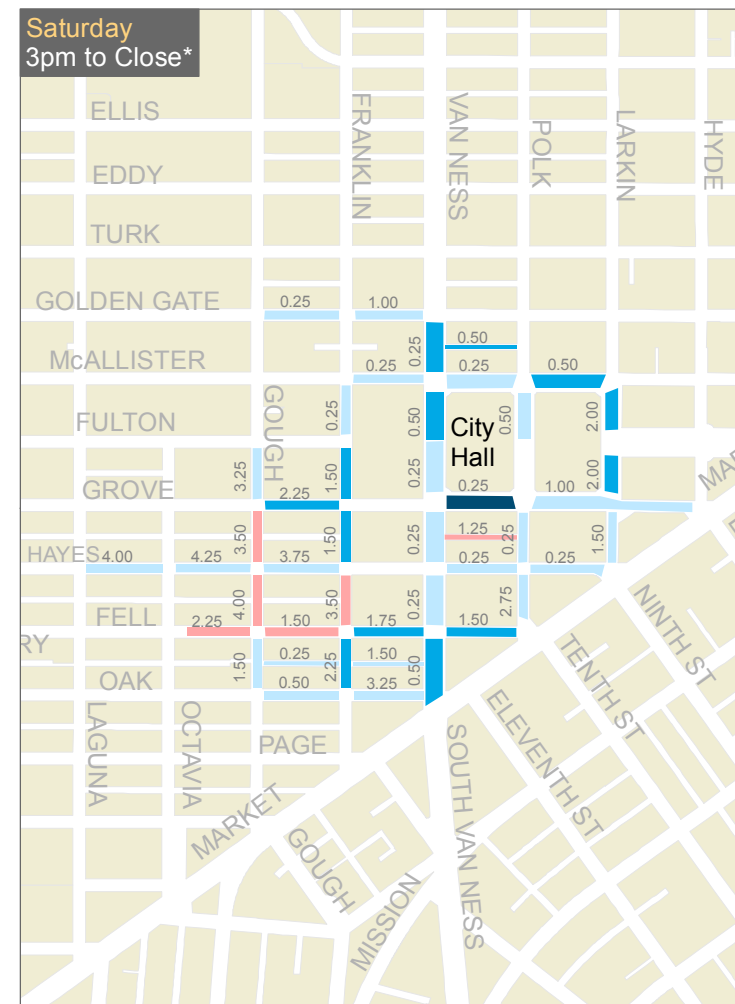 Saturday
3pm to Close*
ELLIS
EDDY
TURK
GOLDEN GATE
McALLISTER
FULTON
GROVE
HAYES
FELL
RY
OAK
PAGE
FRANKLIN
VAN NESS
POLK
LARKIN
HYDE
GOUGH
City
Hall
LAGUNA
OCTAVIA
MARKET
GOUGH
MISSION
SOUTH VAN NESS
ELEVENTH ST
TENTH ST
NINTH ST
MAR
0.25
1.00
0.25
0.50
0.25
0.25
0.50
0.25
0.50
0.50
2.00
3.25
1.50
0.25
1.00
2.00
2.25
3.50
1.50
0.25
1.25
0.25
1.50
4.00
4.25
3.75
0.25
0.25
4.00
3.50
0.25
2.75
2.25
1.50
1.75
1.50
1.50
0.25
2.25
1.50
0.50
0.50
3.25